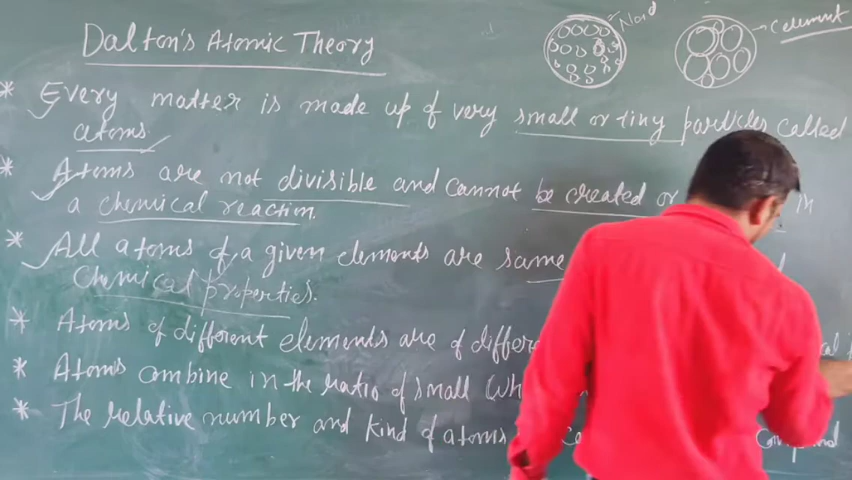 Dalton's Atomic Theory
* Every matter is made up of very small or tiny particles called
atoms.
* Atoms are not divisible and cannot be created or in
a chemical reaction.
* All atoms of a given elements are same
Chemical properties.
* Atoms of different elements are of differe
* Atoms combine in the ratio of small Wh
* The relative number and kind of atoms Compound